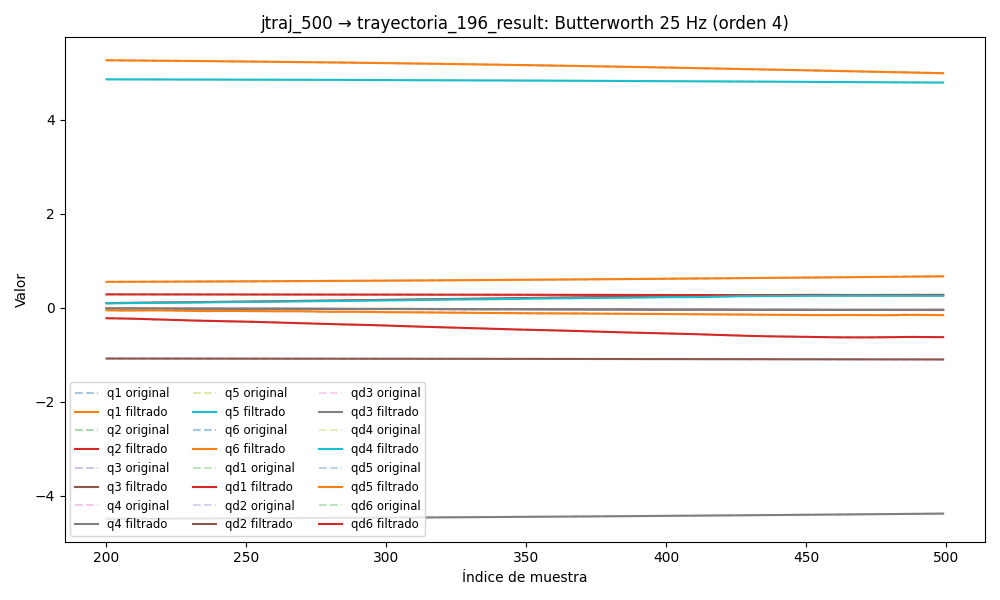 jtraj_500 → trayectoria_196_result: Butterworth 25 Hz (orden 4)
Valor
4
2
0
−2
−4
q1 original
q1 filtrado
q2 original
q2 filtrado
q3 original
q3 filtrado
q4 original
q4 filtrado
q5 original
q5 filtrado
q6 original
q6 filtrado
qd1 original
qd1 filtrado
qd2 original
qd2 filtrado
qd3 original
qd3 filtrado
qd4 original
qd4 filtrado
qd5 original
qd5 filtrado
qd6 original
qd6 filtrado
200 250 300 350 400 450 500
Índice de muestra